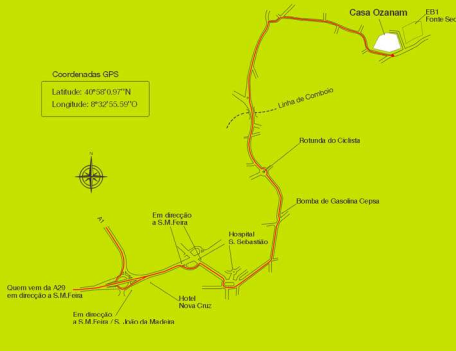 Casa Ozanam
EB1
Fonte Sec
Coordenadas GPS
Latitude: 40°58'0.97"N
Longitude: 8°32'55.59"O
Linha de Comboio
Rotunda do Ciclista
N
Bomba de Gasolina Cepsa
A1
Em direcção
a S.M.Feira
Hospital
S. Sebastião
Quem vem da A29
em direcção a S.M.Feira
Hotel
Nova Cruz
Em direcção
a S.M.Feira / S. João da Madeira